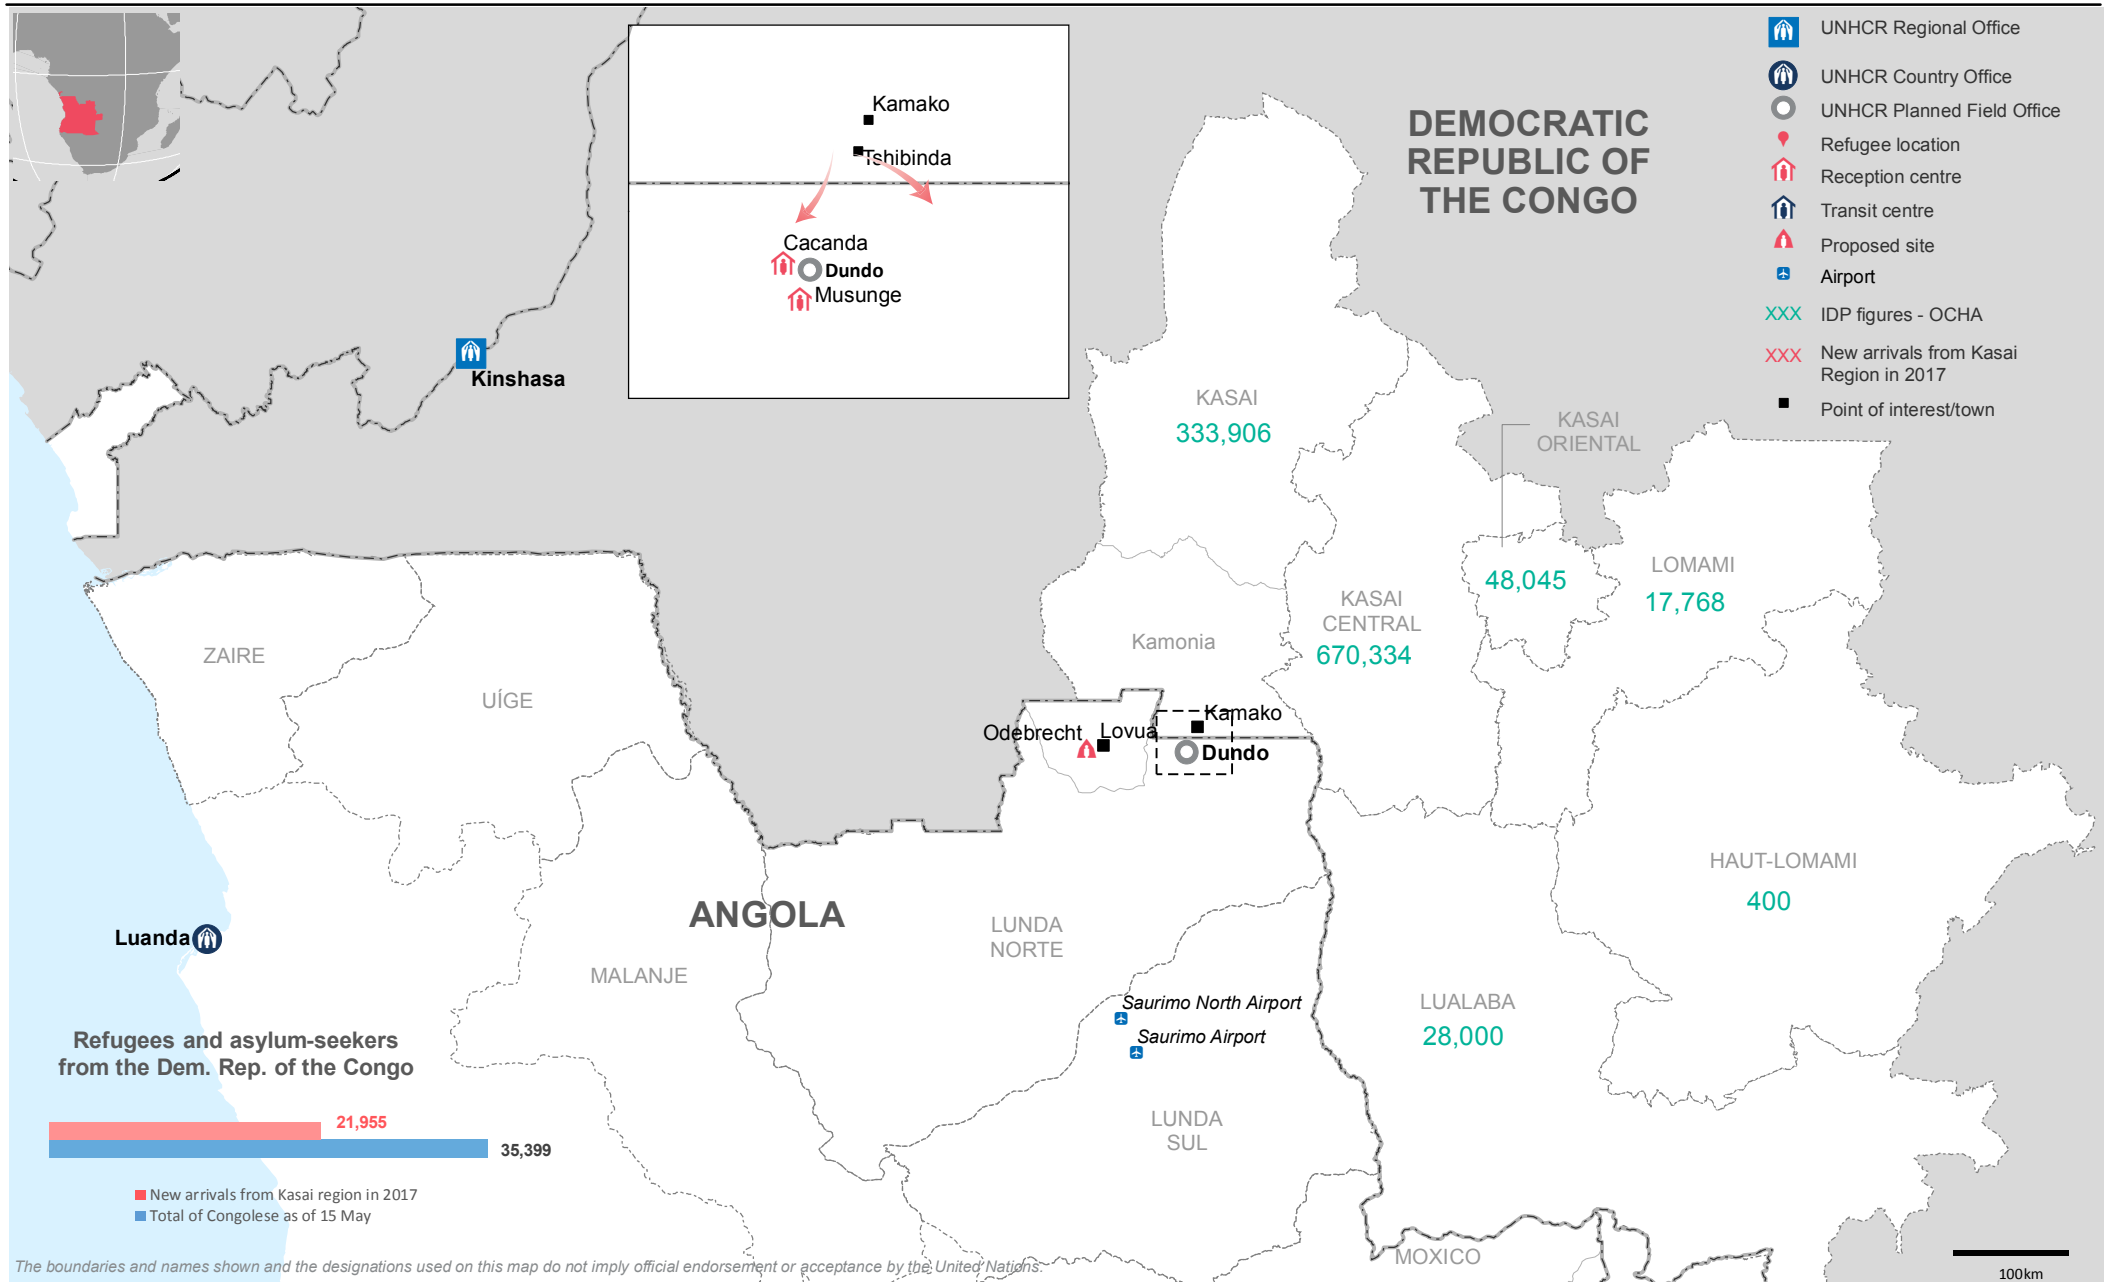 UNHCR Regional Office
UNHCR Country Office
UNHCR Planned Field Office
Refugee location
Reception centre
Transit centre
Proposed site
Airport
XXX IDP figures - OCHA
XXX New arrivals from Kasai
Region in 2017
Point of interest/town
DEMOCRATIC
REPUBLIC OF
THE CONGO
Kamako
Tshibinda
Cacanda
Dundo
Musunge
Kinshasa
KASAI
333,906
KASAI
ORIENTAL
48,045
LOMAMI
17,768
KASAI
CENTRAL
670,334
Kamonia
ZAIRE
UÍGE
Odebrecht
Lovua
Kamako
Dundo
HAUT-LOMAMI
400
ANGOLA
LUNDA
NORTE
Luanda
MALANJE
Saurimo North Airport
Saurimo Airport
LUALABA
28,000
LUNDA
SUL
MOXICO
Refugees and asylum-seekers
from the Dem. Rep. of the Congo
21,955
35,399
New arrivals from Kasai region in 2017
Total of Congolese as of 15 May
The boundaries and names shown and the designations used on this map do not imply official endorsement or acceptance by the United Nations.
100km